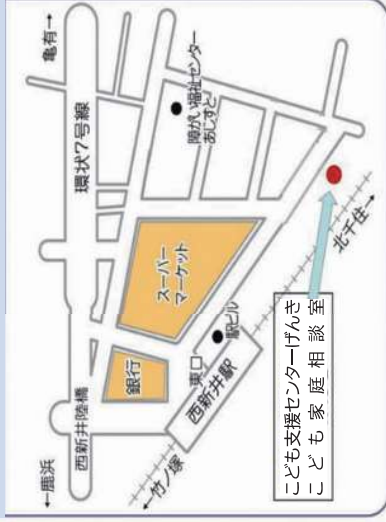 ←鹿浜
亀有→
環状7号線
西新井陸橋
銀行
スーパー
マーケット
障がい福祉センター
あしすと
東口
駅ビル
西新井駅
←竹ノ塚
北千住→
こども支援センターげんき
こども家庭相談室